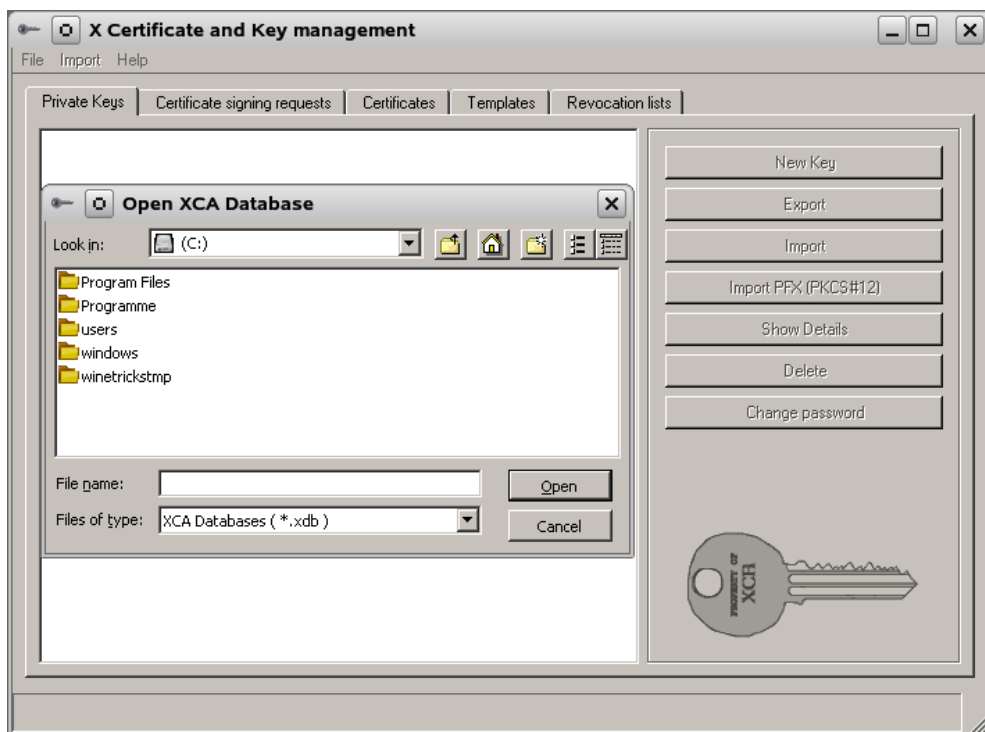 X Certificate and Key management
File Import Help
Private Keys Certificate signing requests Certificates Templates Revocation lists
New Key
Export
Import
Import PFX (PKCS#12)
Show Details
Delete
Change password
Open XCA Database
Look in: (C:)
Program Files
Programme
users
windows
winetrickstmp
File name:
Open
Files of type: XCA Databases ( *.xdb )
Cancel
PROPERTY OF
XCA